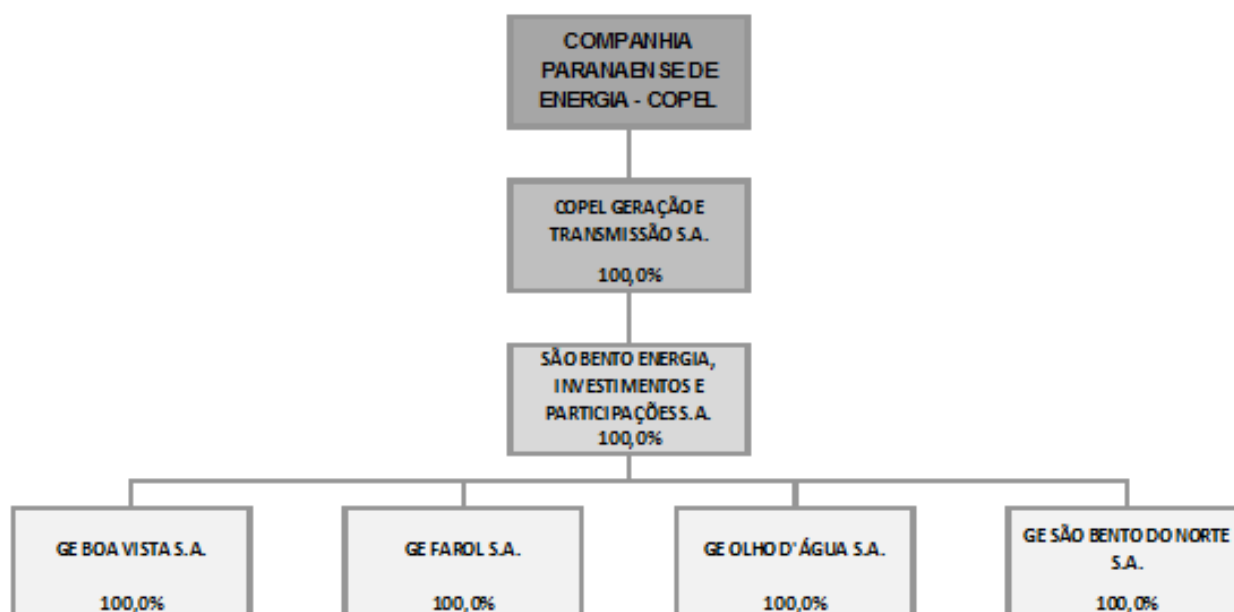 COMPANHIA
PARANAENSE DE
ENERGIA - COPEL
COPEL GERAÇÃO E
TRANSMISSÃO S.A.
100,0%
SÃO BENTO ENERGIA,
INVESTIMENTOS E
PARTICIPAÇÕES S.A.
100,0%
GE BOA VISTA S.A.
100,0%
GE FAROL S.A.
100,0%
GE OLHO D'ÁGUA S.A.
100,0%
GE SÃO BENTO DO NORTE
S.A.
100,0%